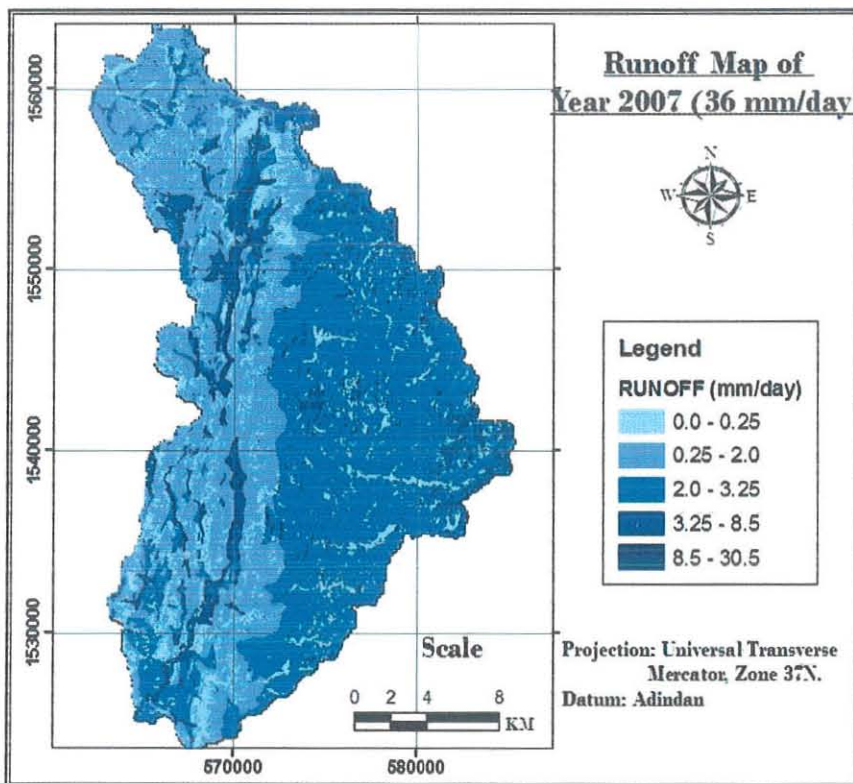 Runoff Map of
Year 2007 (36 mm/day
N
W E
S
1560000
1550000
1540000
1530000
570000
580000
Legend
RUNOFF (mm/day)
0.0 - 0.25
0.25 - 2.0
2.0 - 3.25
3.25 - 8.5
8.5 - 30.5
Scale
0 2 4 8
KM
Projection: Universal Transverse
Mercator, Zone 37N.
Datum: Adindan